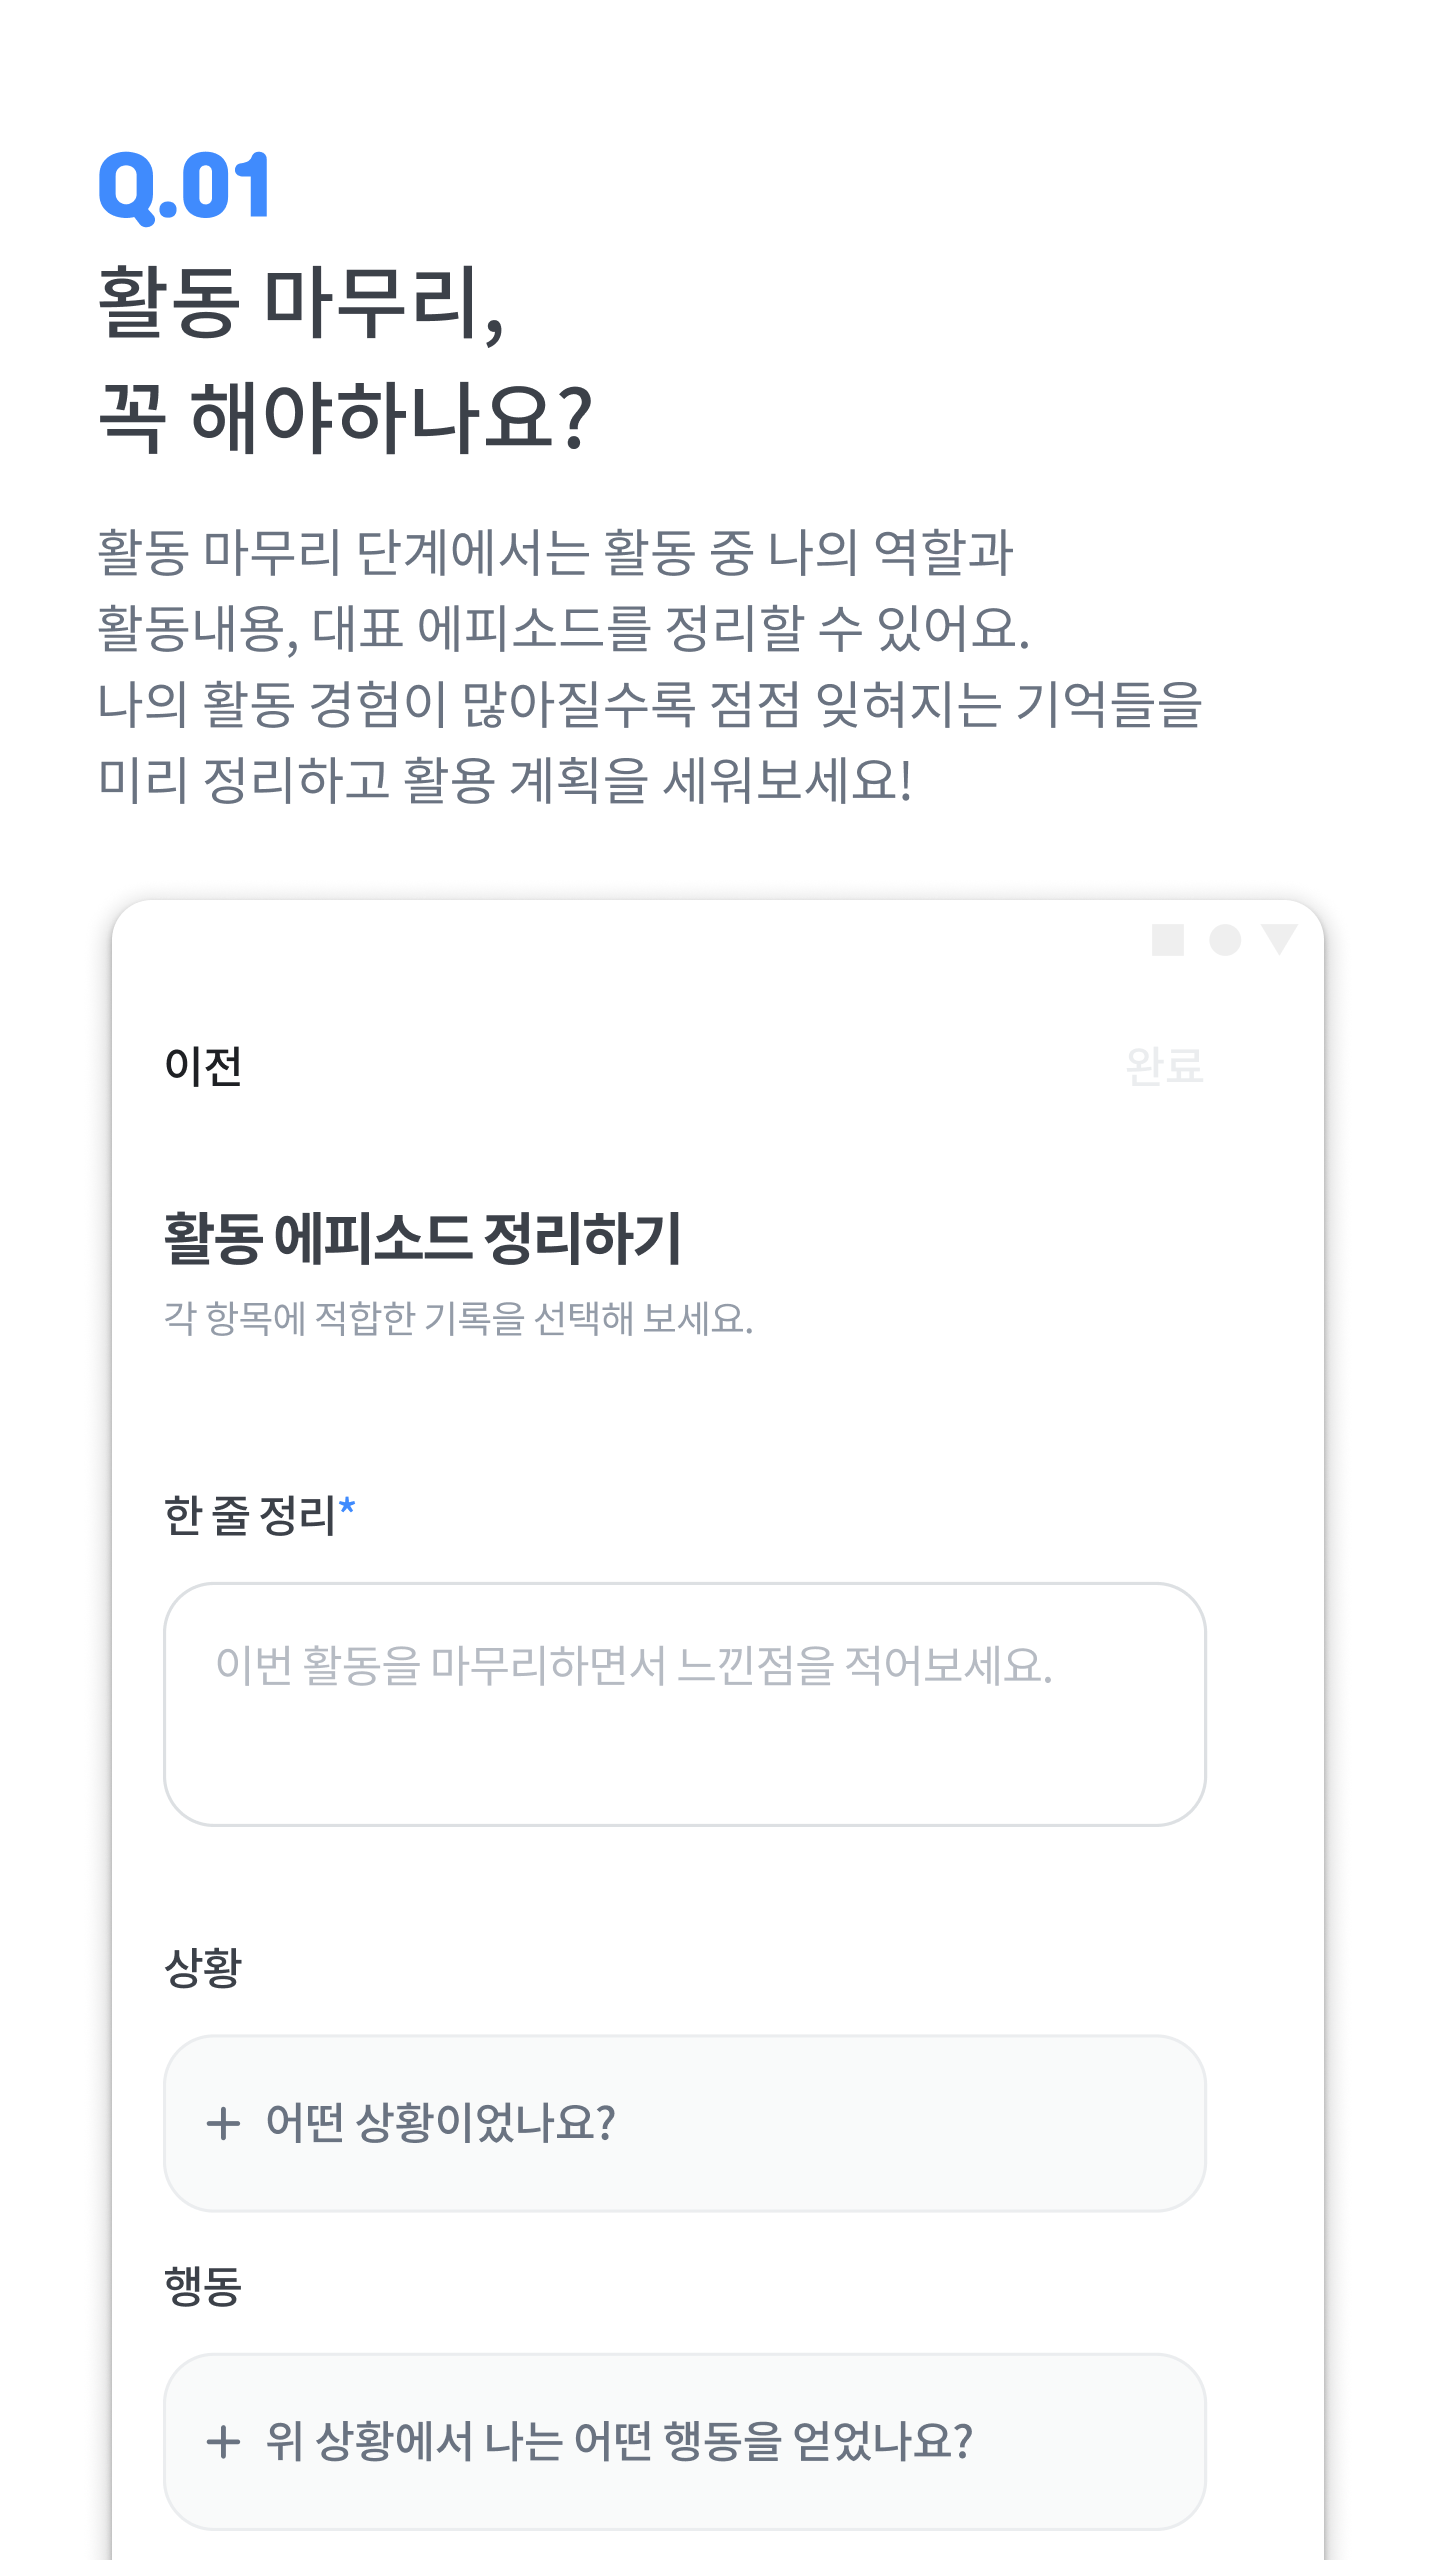 Q.01
활동 마무리,
꼭 해야하나요?
활동 마무리 단계에서는 활동 중 나의 역할과
활동내용, 대표 에피소드를 정리할 수 있어요.
나의 활동 경험이 많아질수록 점점 잊혀지는 기억들을
미리 정리하고 활용 계획을 세워보세요!
이전 완료
활동 에피소드 정리하기
각 항목에 적합한 기록을 선택해 보세요.
한 줄 정리*
이번 활동을 마무리하면서 느낀점을 적어보세요.
상황
+ 어떤 상황이었나요?
행동
+ 위 상황에서 나는 어떤 행동을 얻었나요?